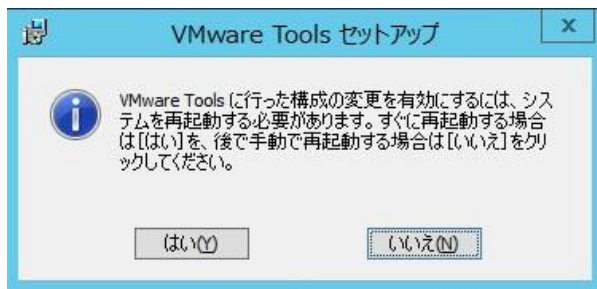 VMware Tools セットアップ
x
VMware Tools に行った構成の変更を有効にするには、シス
テムを再起動する必要があります。すぐに再起動する場合
は[はい]を、後で手動で再起動する場合は[いいえ]をクリ
ックしてください。
はい(Y)
いいえ(N)